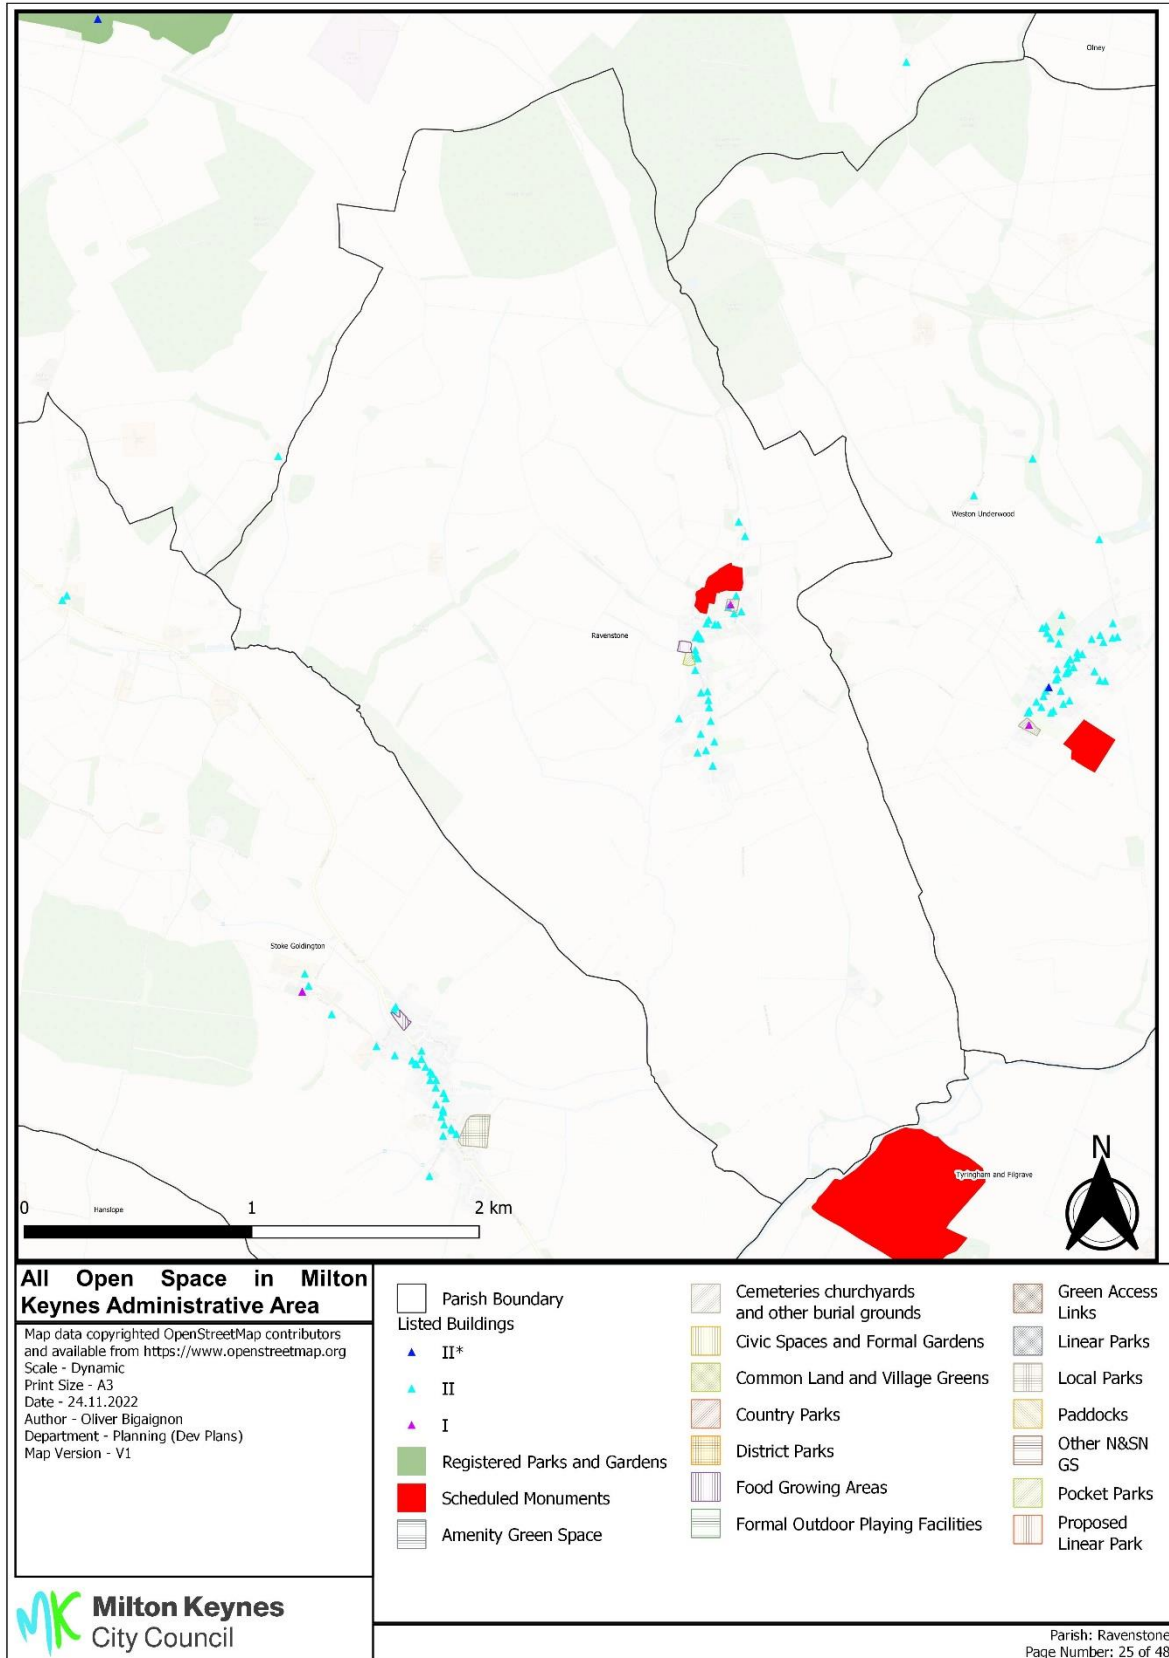 Olney
Weston Underwood
Ravenstone
Stoke Goldington
Tyringham and Filgrave
Hanslope
N
0 1 2 km
All Open Space in Milton
Keynes Administrative Area
Map data copyrighted OpenStreetMap contributors
and available from https://www.openstreetmap.org
Scale - Dynamic
Print Size - A3
Date - 24.11.2022
Author - Oliver Bigaignon
Department - Planning (Dev Plans)
Map Version - V1
Milton Keynes
City Council
Parish Boundary
Listed Buildings
II*
II
I
Registered Parks and Gardens
Scheduled Monuments
Amenity Green Space
Cemeteries churchyards
and other burial grounds
Civic Spaces and Formal Gardens
Common Land and Village Greens
Country Parks
District Parks
Food Growing Areas
Formal Outdoor Playing Facilities
Green Access
Links
Linear Parks
Local Parks
Paddocks
Other N&SN
GS
Pocket Parks
Proposed
Linear Park
Parish: Ravenstone
Page Number: 25 of 48